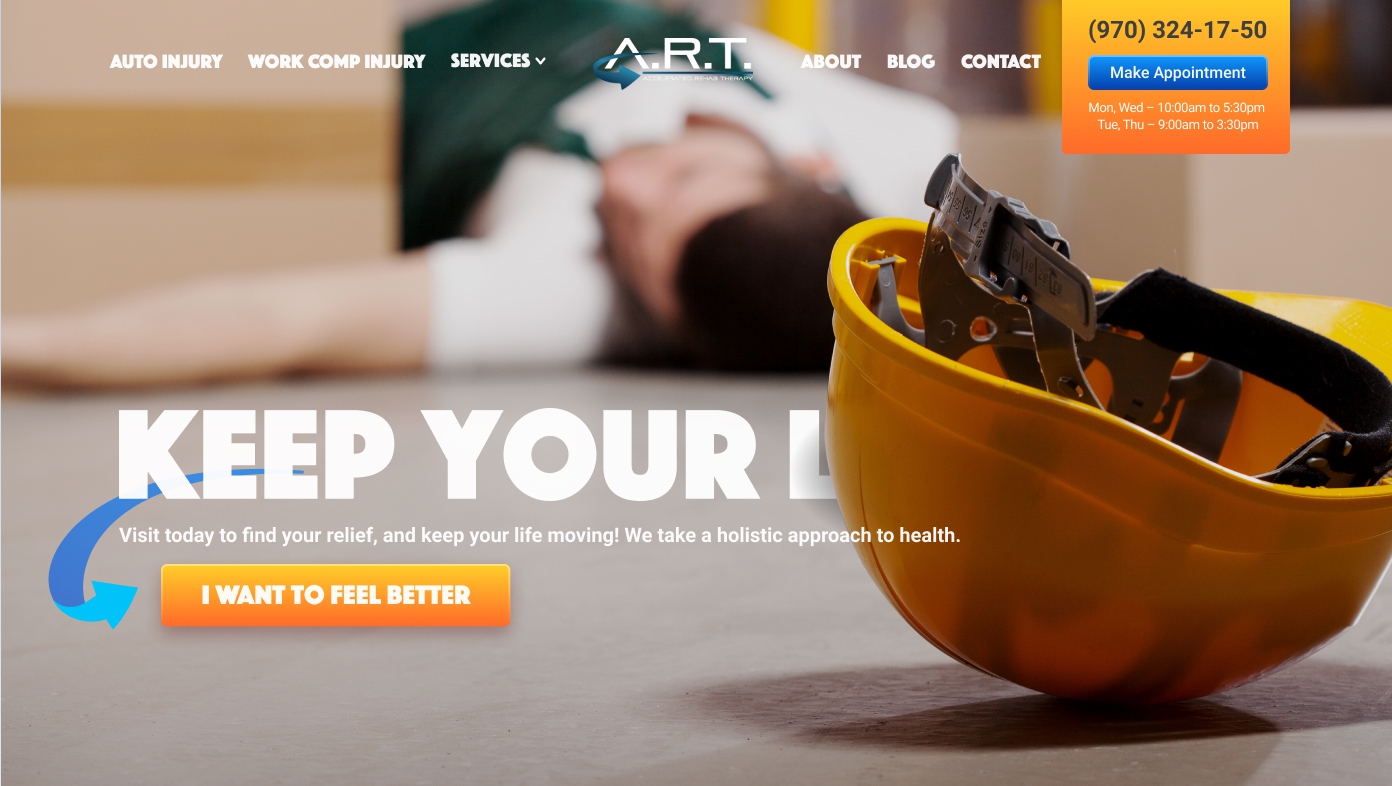 AUTO INJURY
WORK COMP INJURY
SERVICES
A.R.T.
ACCELERATED REHAB THERAPY
ABOUT
BLOG
CONTACT
(970) 324-17-50
Make Appointment
Mon, Wed – 10:00am to 5:30pm
Tue, Thu – 9:00am to 3:30pm
KEEP YOUR L
Visit today to find your relief, and keep your life moving! We take a holistic approach to health.
I WANT TO FEEL BETTER